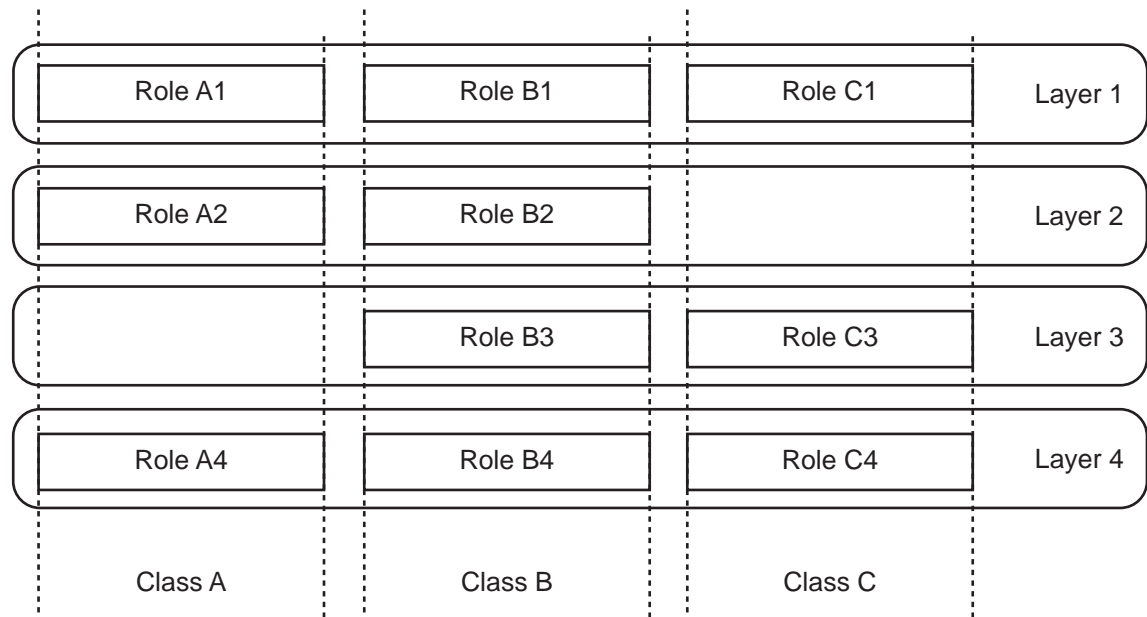 Role A1 Role B1 Role C1 Layer 1
Role A2 Role B2 Layer 2
Role B3 Role C3 Layer 3
Role A4 Role B4 Role C4 Layer 4
Class A Class B Class C